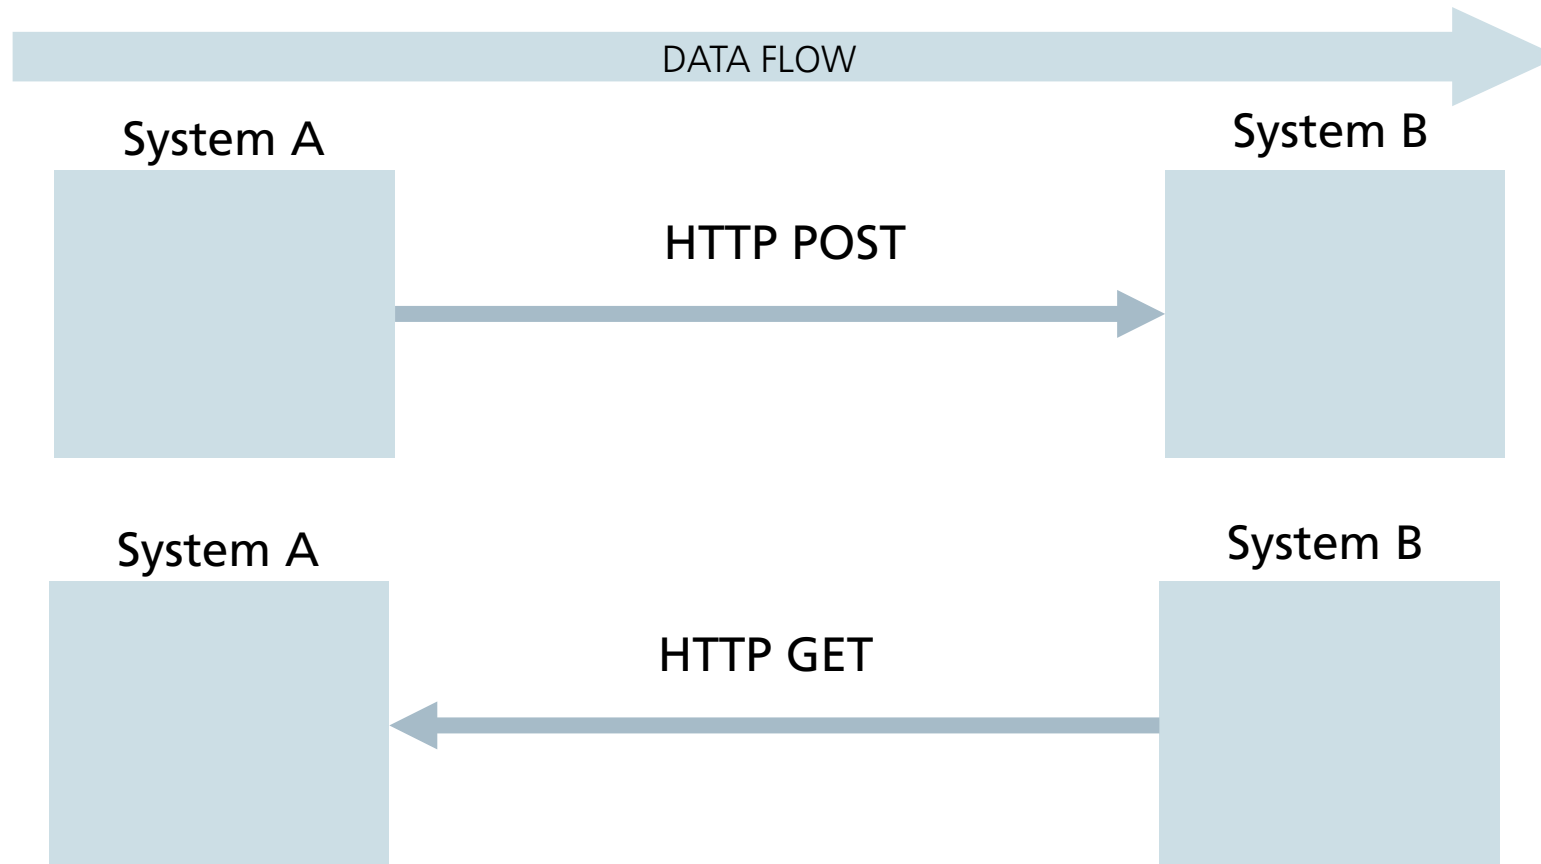 DATA FLOW
System A
System B
HTTP POST
System A
System B
HTTP GET